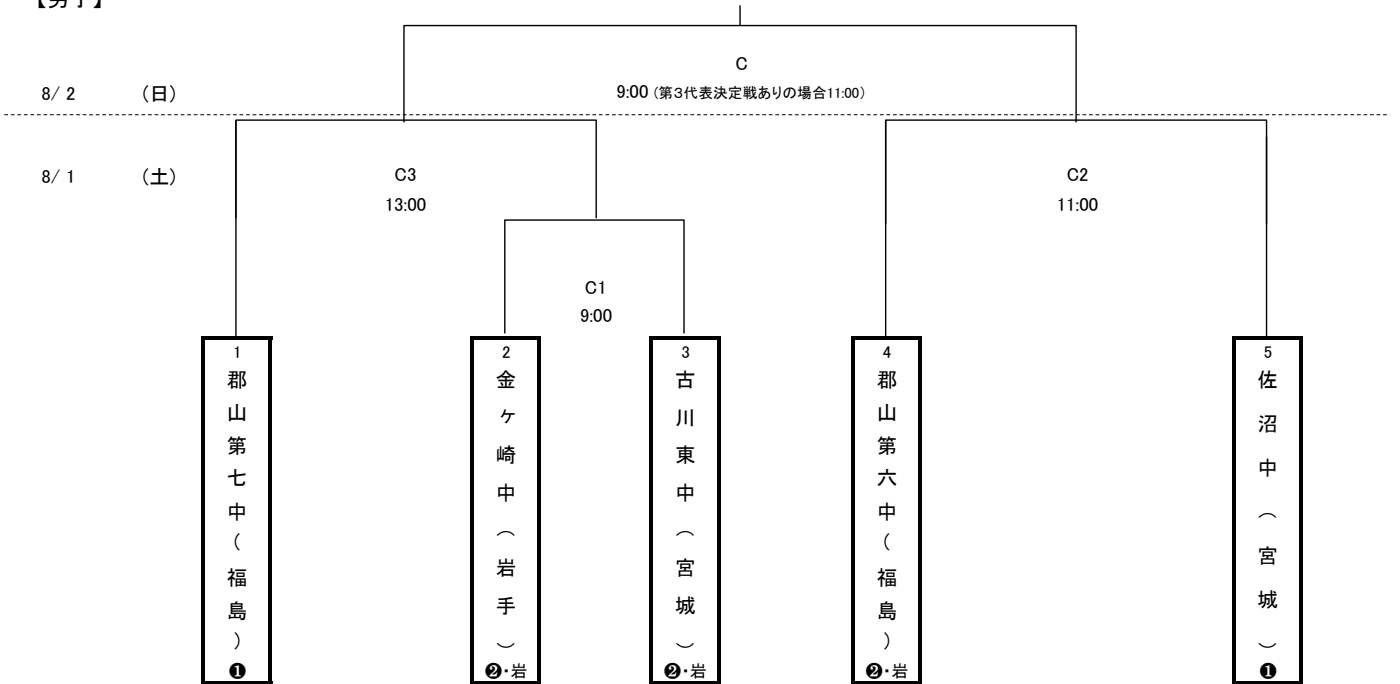 【男子】
C
8/ 2 (日) 9:00 (第3代表決定戦ありの場合11:00)
8/ 1 (土) C3 C2
13:00 11:00
C1
9:00
1 郡山第七中(福島) ❶
2 金ケ崎中(岩手) ❷・岩
3 古川東中(宮城) ❷・岩
4 郡山第六中(福島) ❷・岩
5 佐沼中(宮城) ❶